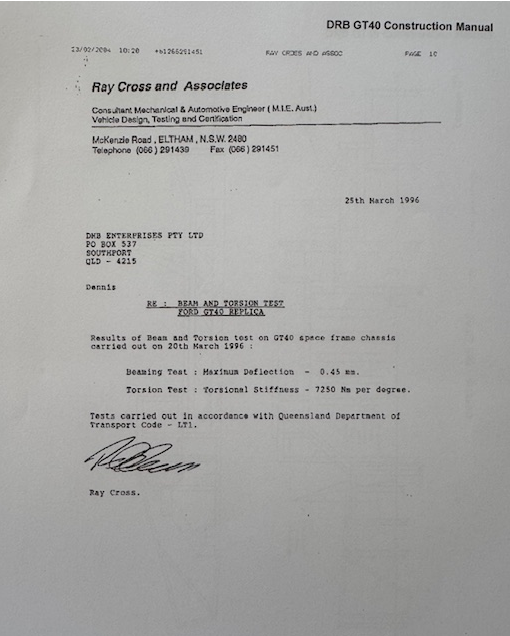 DRB GT40 Construction Manual
10:20 RAY CROSS AND ASSOC PAGE 10
Ray Cross and Associates
Consultant Mechanical & Automotive Engineer ( M.I.E. Aust.)
Vehicle Design, Testing and Certification
McKenzie Road , ELTHAM , N.S.W. 2480
Telephone (066 ) 291439 Fax (066 ) 291451
25th March 1996
DRB ENTERPRISES PTY LTD
PO BOX 537
SOUTHPORT
QLD - 4215
Dennis
RE : BEAM AND TORSION TEST
FORD GT40 REPLICA
Results of Beam and Torsion test on GT40 space frame chassis
carried out on 20th March 1996 :
Beaming Test : Maximum Deflection - 0.45 mm.
Torsion Test : Torsional Stiffness - 7250 Nm per degree.
Tests carried out in accordance with Queensland Department of
Transport Code - LT1.
Ray Cross.